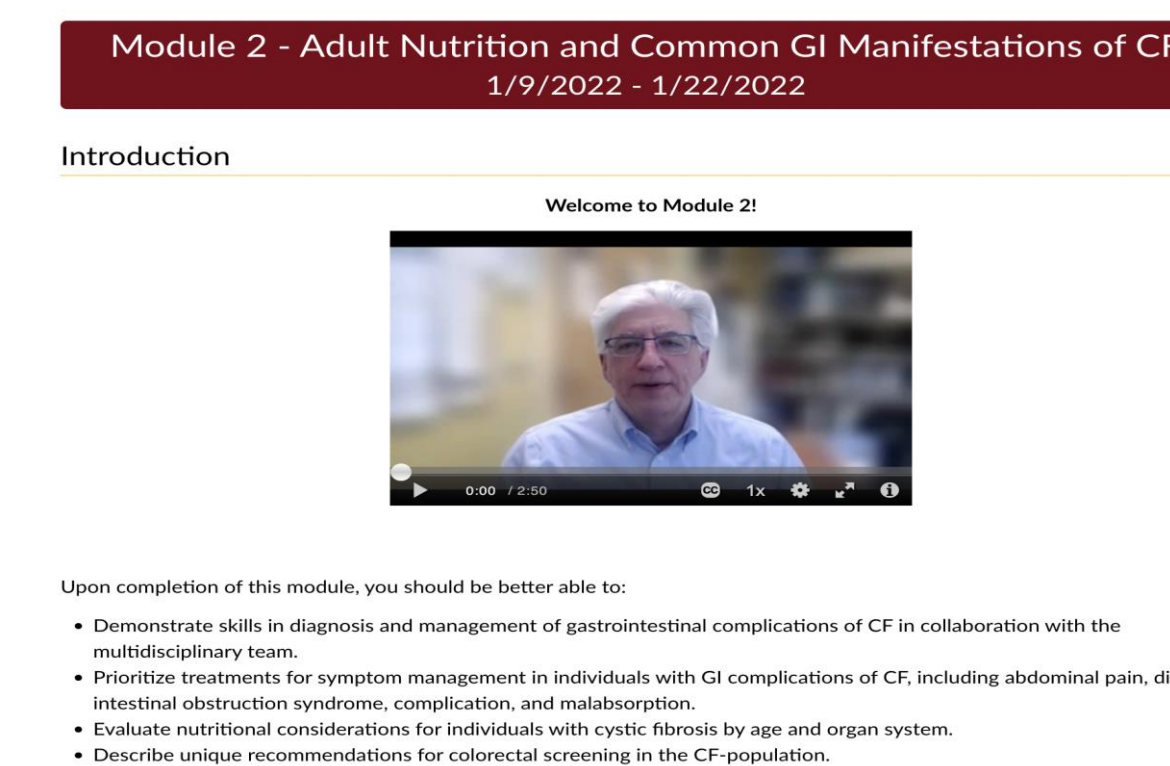 Module 2 - Adult Nutrition and Common GI Manifestations of CF
1/9/2022 - 1/22/2022
Introduction
Welcome to Module 2!
0:00 / 2:50
CC
1x
Upon completion of this module, you should be better able to:
• Demonstrate skills in diagnosis and management of gastrointestinal complications of CF in collaboration with the
multidisciplinary team.
• Prioritize treatments for symptom management in individuals with GI complications of CF, including abdominal pain, di
intestinal obstruction syndrome, complication, and malabsorption.
• Evaluate nutritional considerations for individuals with cystic fibrosis by age and organ system.
• Describe unique recommendations for colorectal screening in the CF-population.